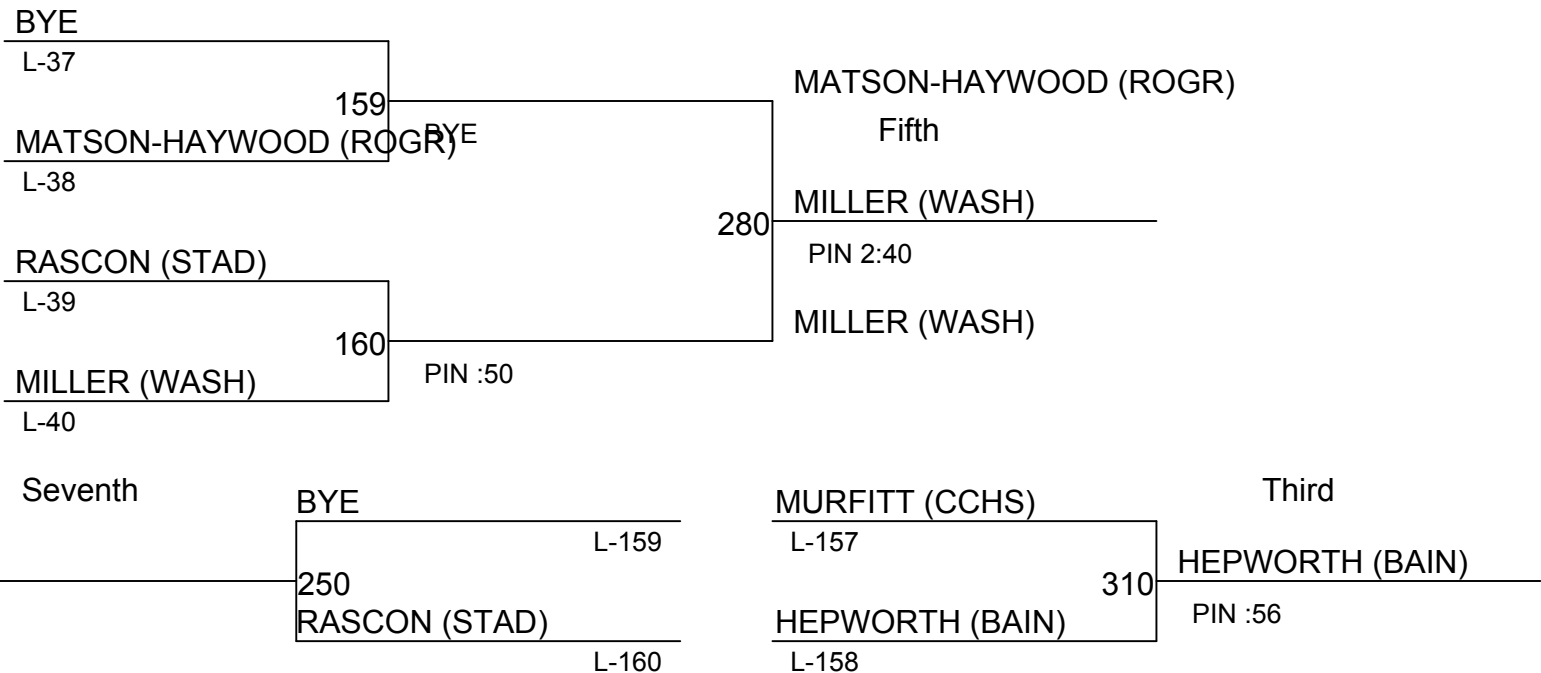 BYE
L-37
159
BYE
MATSON-HAYWOOD (ROGR)
L-38
MATSON-HAYWOOD (ROGR)
Fifth
280
MILLER (WASH)
PIN 2:40
RASCON (STAD)
L-39
160
PIN :50
MILLER (WASH)
L-40
MILLER (WASH)
Seventh
BYE
L-159
250
RASCON (STAD)
L-160
MURFITT (CCHS)
L-157
Third
310
HEPWORTH (BAIN)
PIN :56
HEPWORTH (BAIN)
L-158